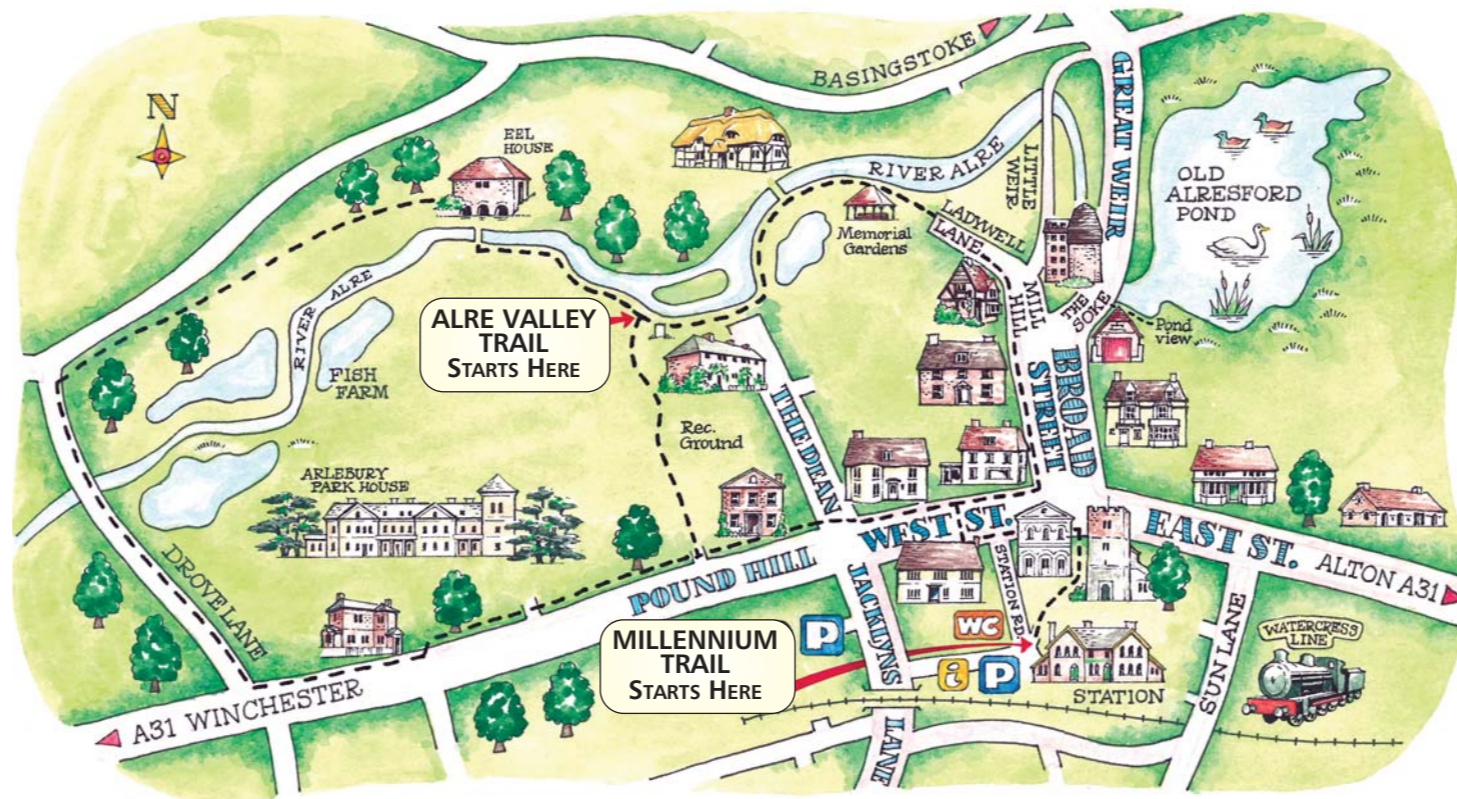 BASINGSTOKE
GREAT WEIR
N
EEL
HOUSE
RIVER ALRE
LITTLE
WEIR
OLD
ALRESFORD
POND
LADWELL
LANE
Memorial
Gardens
MILL
HILL
THE SOKE
Pond
view
RIVER ALRE
ALRE VALLEY
TRAIL
STARTS HERE
FISH
FARM
Rec.
Ground
THE DEAN
BROAD
STREET
ARLEBURY
PARK HOUSE
WEST ST.
EAST ST.
ALTON A31
DROVE LANE
POUND HILL
JACKLYNS
LANE
STATION RD.
SUN LANE
P
WC
MILLENNIUM
TRAIL
STARTS HERE
i
P
STATION
WATERCRESS
LINE
A31 WINCHESTER